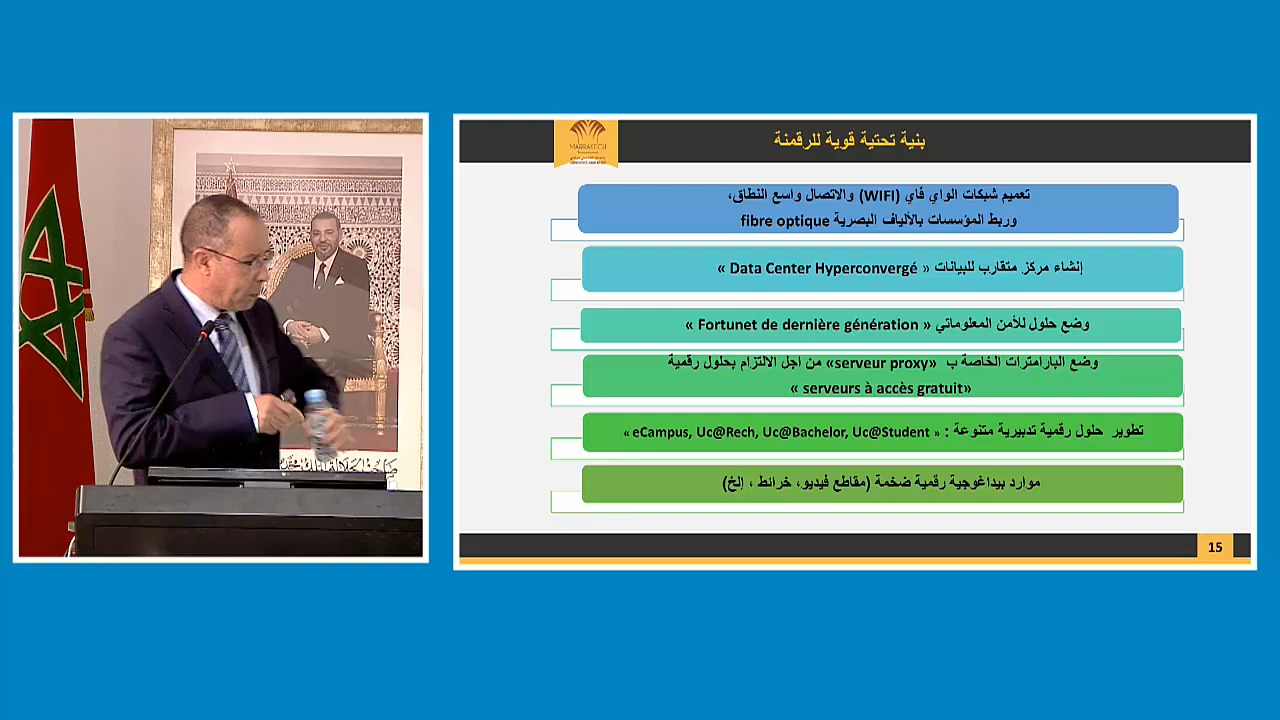 بنية تحتية قوية للرقمنة
MARRAKECH
تعميم شبكات الواي فاي (WIFI) والاتصال واسع النطاق،
وربط المؤسسات بالألياف البصرية fibre optique
إنشاء مركز متقارب للبيانات « Data Center Hyperconvergé »
وضع حلول للأمن المعلوماتي « Fortunet de dernière génération »
وضع البارامترات الخاصة ب «serveur proxy» من اجل الالتزام بحلول رقمية
« serveurs à accès gratuit»
تطوير حلول رقمية تدبيرية متنوعة : « eCampus, Uc@Rech, Uc@Bachelor, Uc@Student »
موارد بيداغوجية رقمية ضخمة (مقاطع فيديو، خرائط ، إلخ)
15